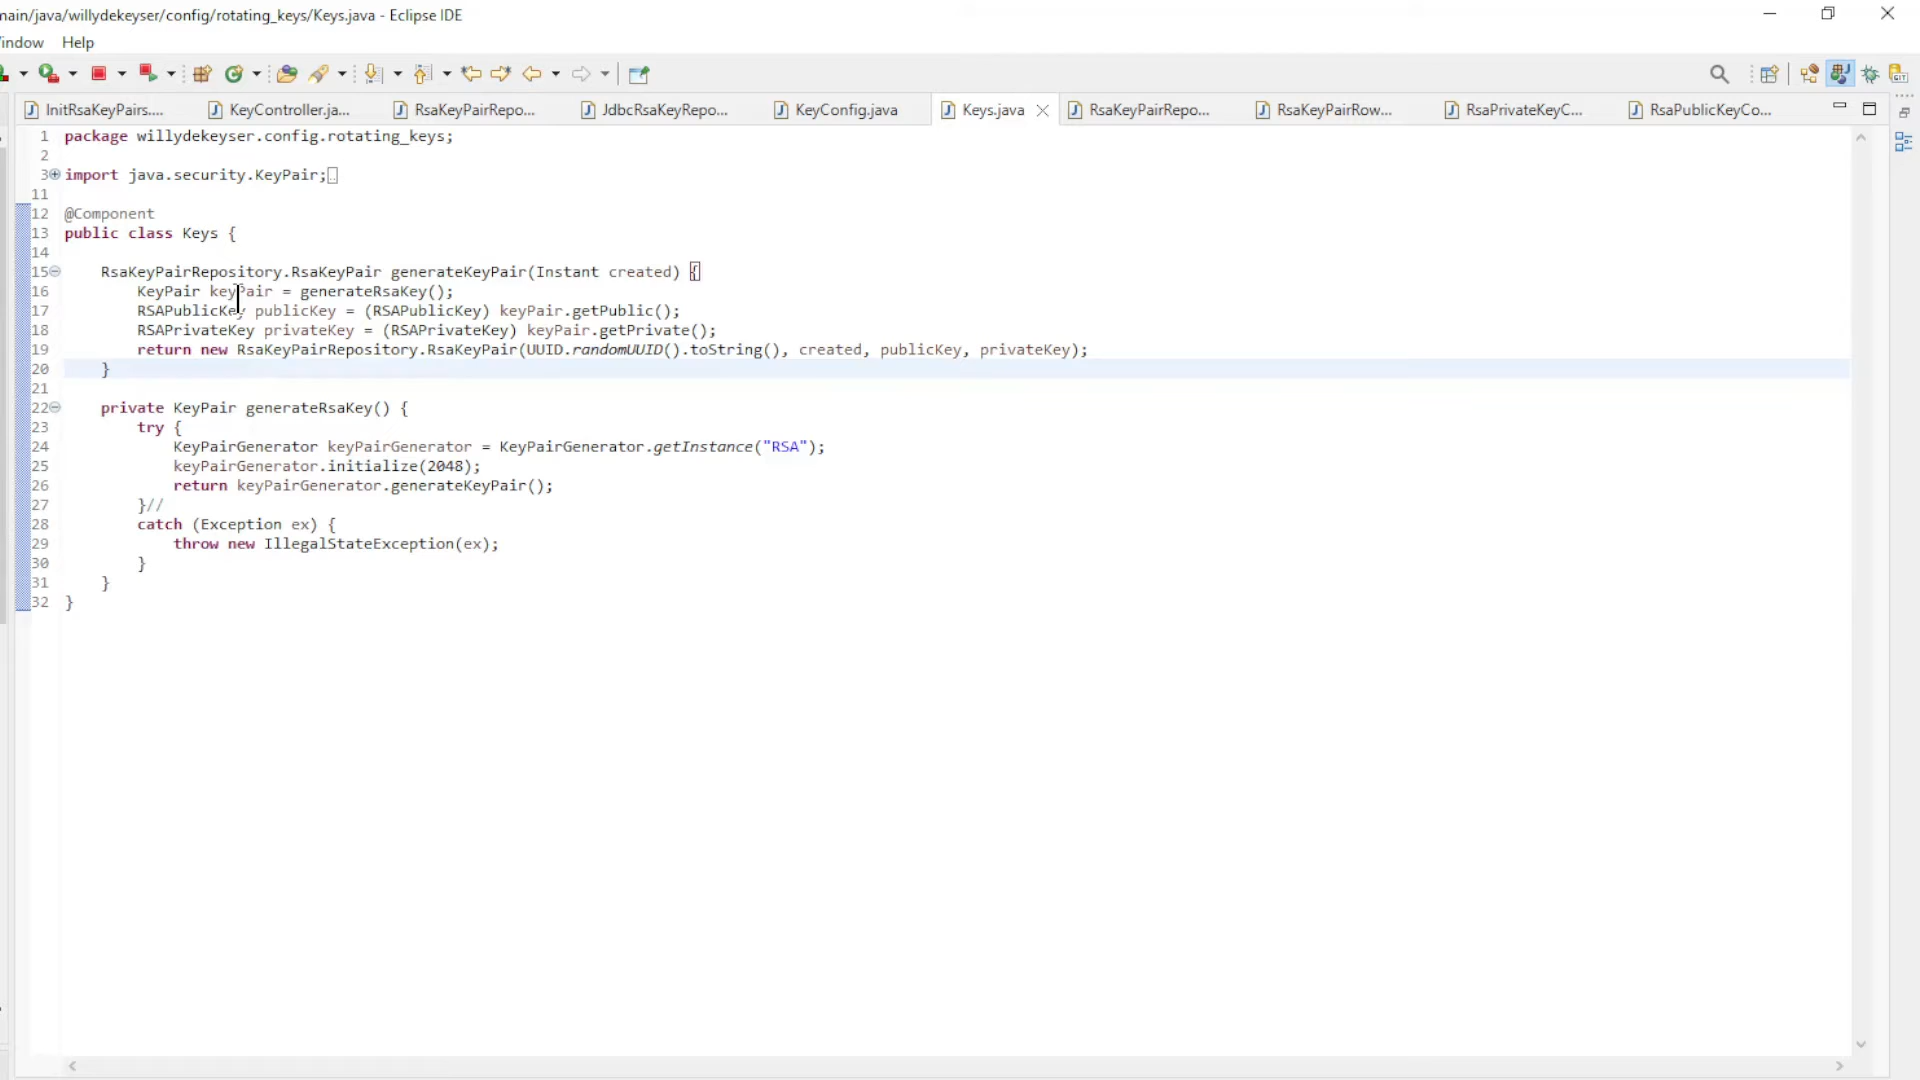 main/java/willydekeyser/config/rotating_keys/Keys.java - Eclipse IDE
Window Help
InitRsaKeyPairs.... KeyController.ja... RsaKeyPairRepo... JdbcRsaKeyRepo... KeyConfig.java Keys.java RsaKeyPairRepo... RsaKeyPairRow... RsaPrivateKeyC... RsaPublicKeyCo...
1 package willydekeyser.config.rotating_keys;
2
3 import java.security.KeyPair;
11
12 @Component
13 public class Keys {
14
15 RsaKeyPairRepository.RsaKeyPair generateKeyPair(Instant created) {
16 KeyPair keyPair = generateRsaKey();
17 RSAPublicKey publicKey = (RSAPublicKey) keyPair.getPublic();
18 RSAPrivateKey privateKey = (RSAPrivateKey) keyPair.getPrivate();
19 return new RsaKeyPairRepository.RsaKeyPair(UUID.randomUUID().toString(), created, publicKey, privateKey);
20 }
21
22 private KeyPair generateRsaKey() {
23 try {
24 KeyPairGenerator keyPairGenerator = KeyPairGenerator.getInstance("RSA");
25 keyPairGenerator.initialize(2048);
26 return keyPairGenerator.generateKeyPair();
27 }//
28 catch (Exception ex) {
29 throw new IllegalStateException(ex);
30 }
31 }
32 }